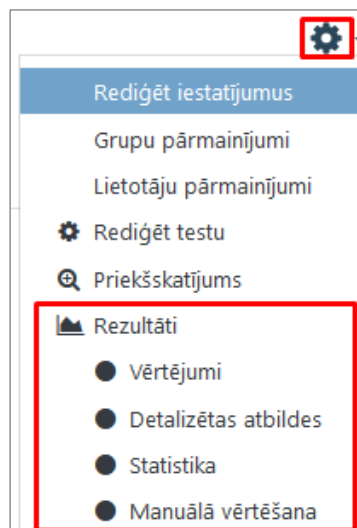 Rediģēt iestatījumus
Grupu pārmainījumi
Lietotāju pārmainījumi
Rediģēt testu
Priekšskatījums
Rezultāti
Vērtējumi
Detalizētas atbildes
Statistika
Manuālā vērtēšana